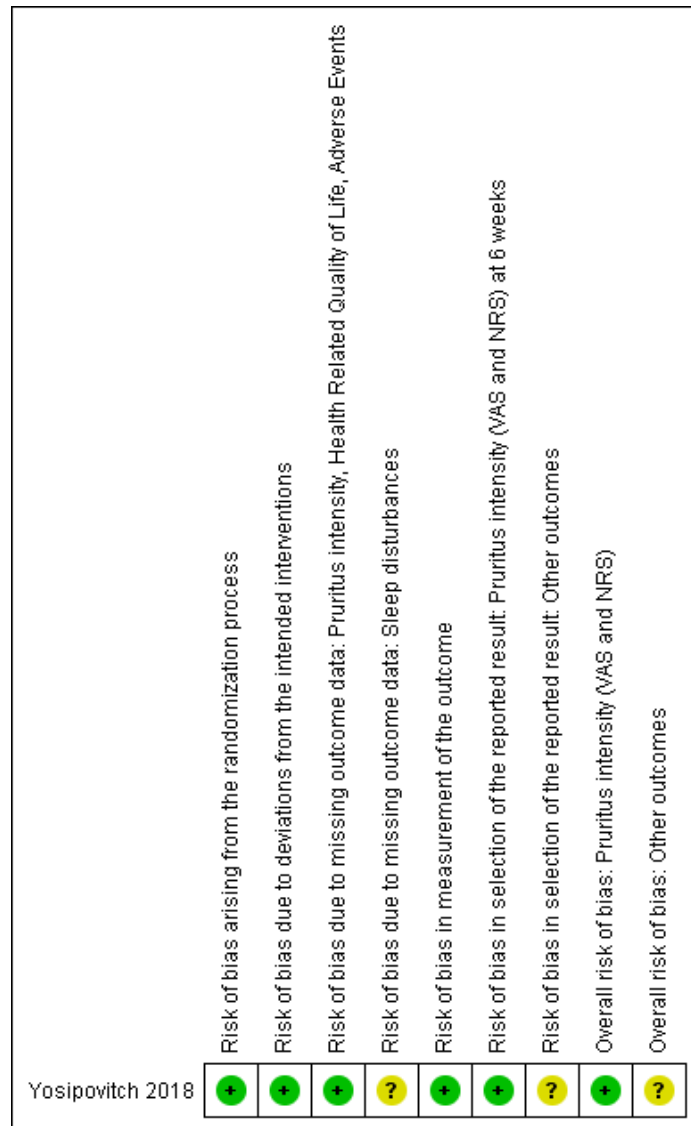 Risk of bias arising from the randomization process
Risk of bias due to deviations from the intended interventions
Risk of bias due to missing outcome data: Pruritus intensity, Health Related Quality of Life, Adverse Events
Risk of bias due to missing outcome data: Sleep disturbances
Risk of bias in measurement of the outcome
Risk of bias in selection of the reported result: Pruritus intensity (VAS and NRS) at 6 weeks
Risk of bias in selection of the reported result: Other outcomes
Overall risk of bias: Pruritus intensity (VAS and NRS)
Overall risk of bias: Other outcomes
Yosipovitch 2018 + + + ? + + ? + ?